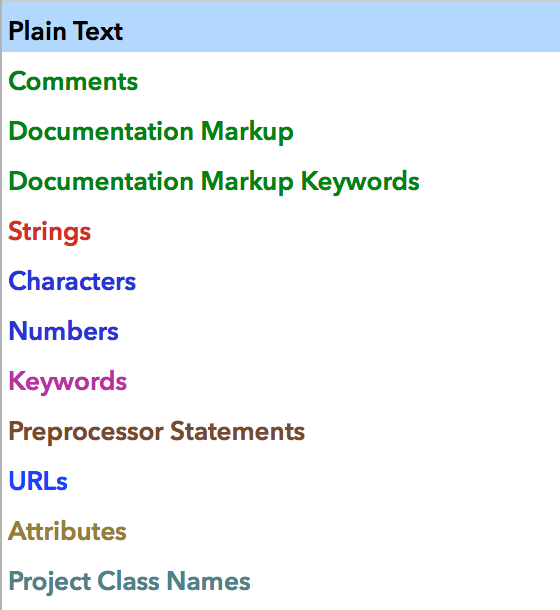 Plain Text
Comments
Documentation Markup
Documentation Markup Keywords
Strings
Characters
Numbers
Keywords
Preprocessor Statements
URLs
Attributes
Project Class Names